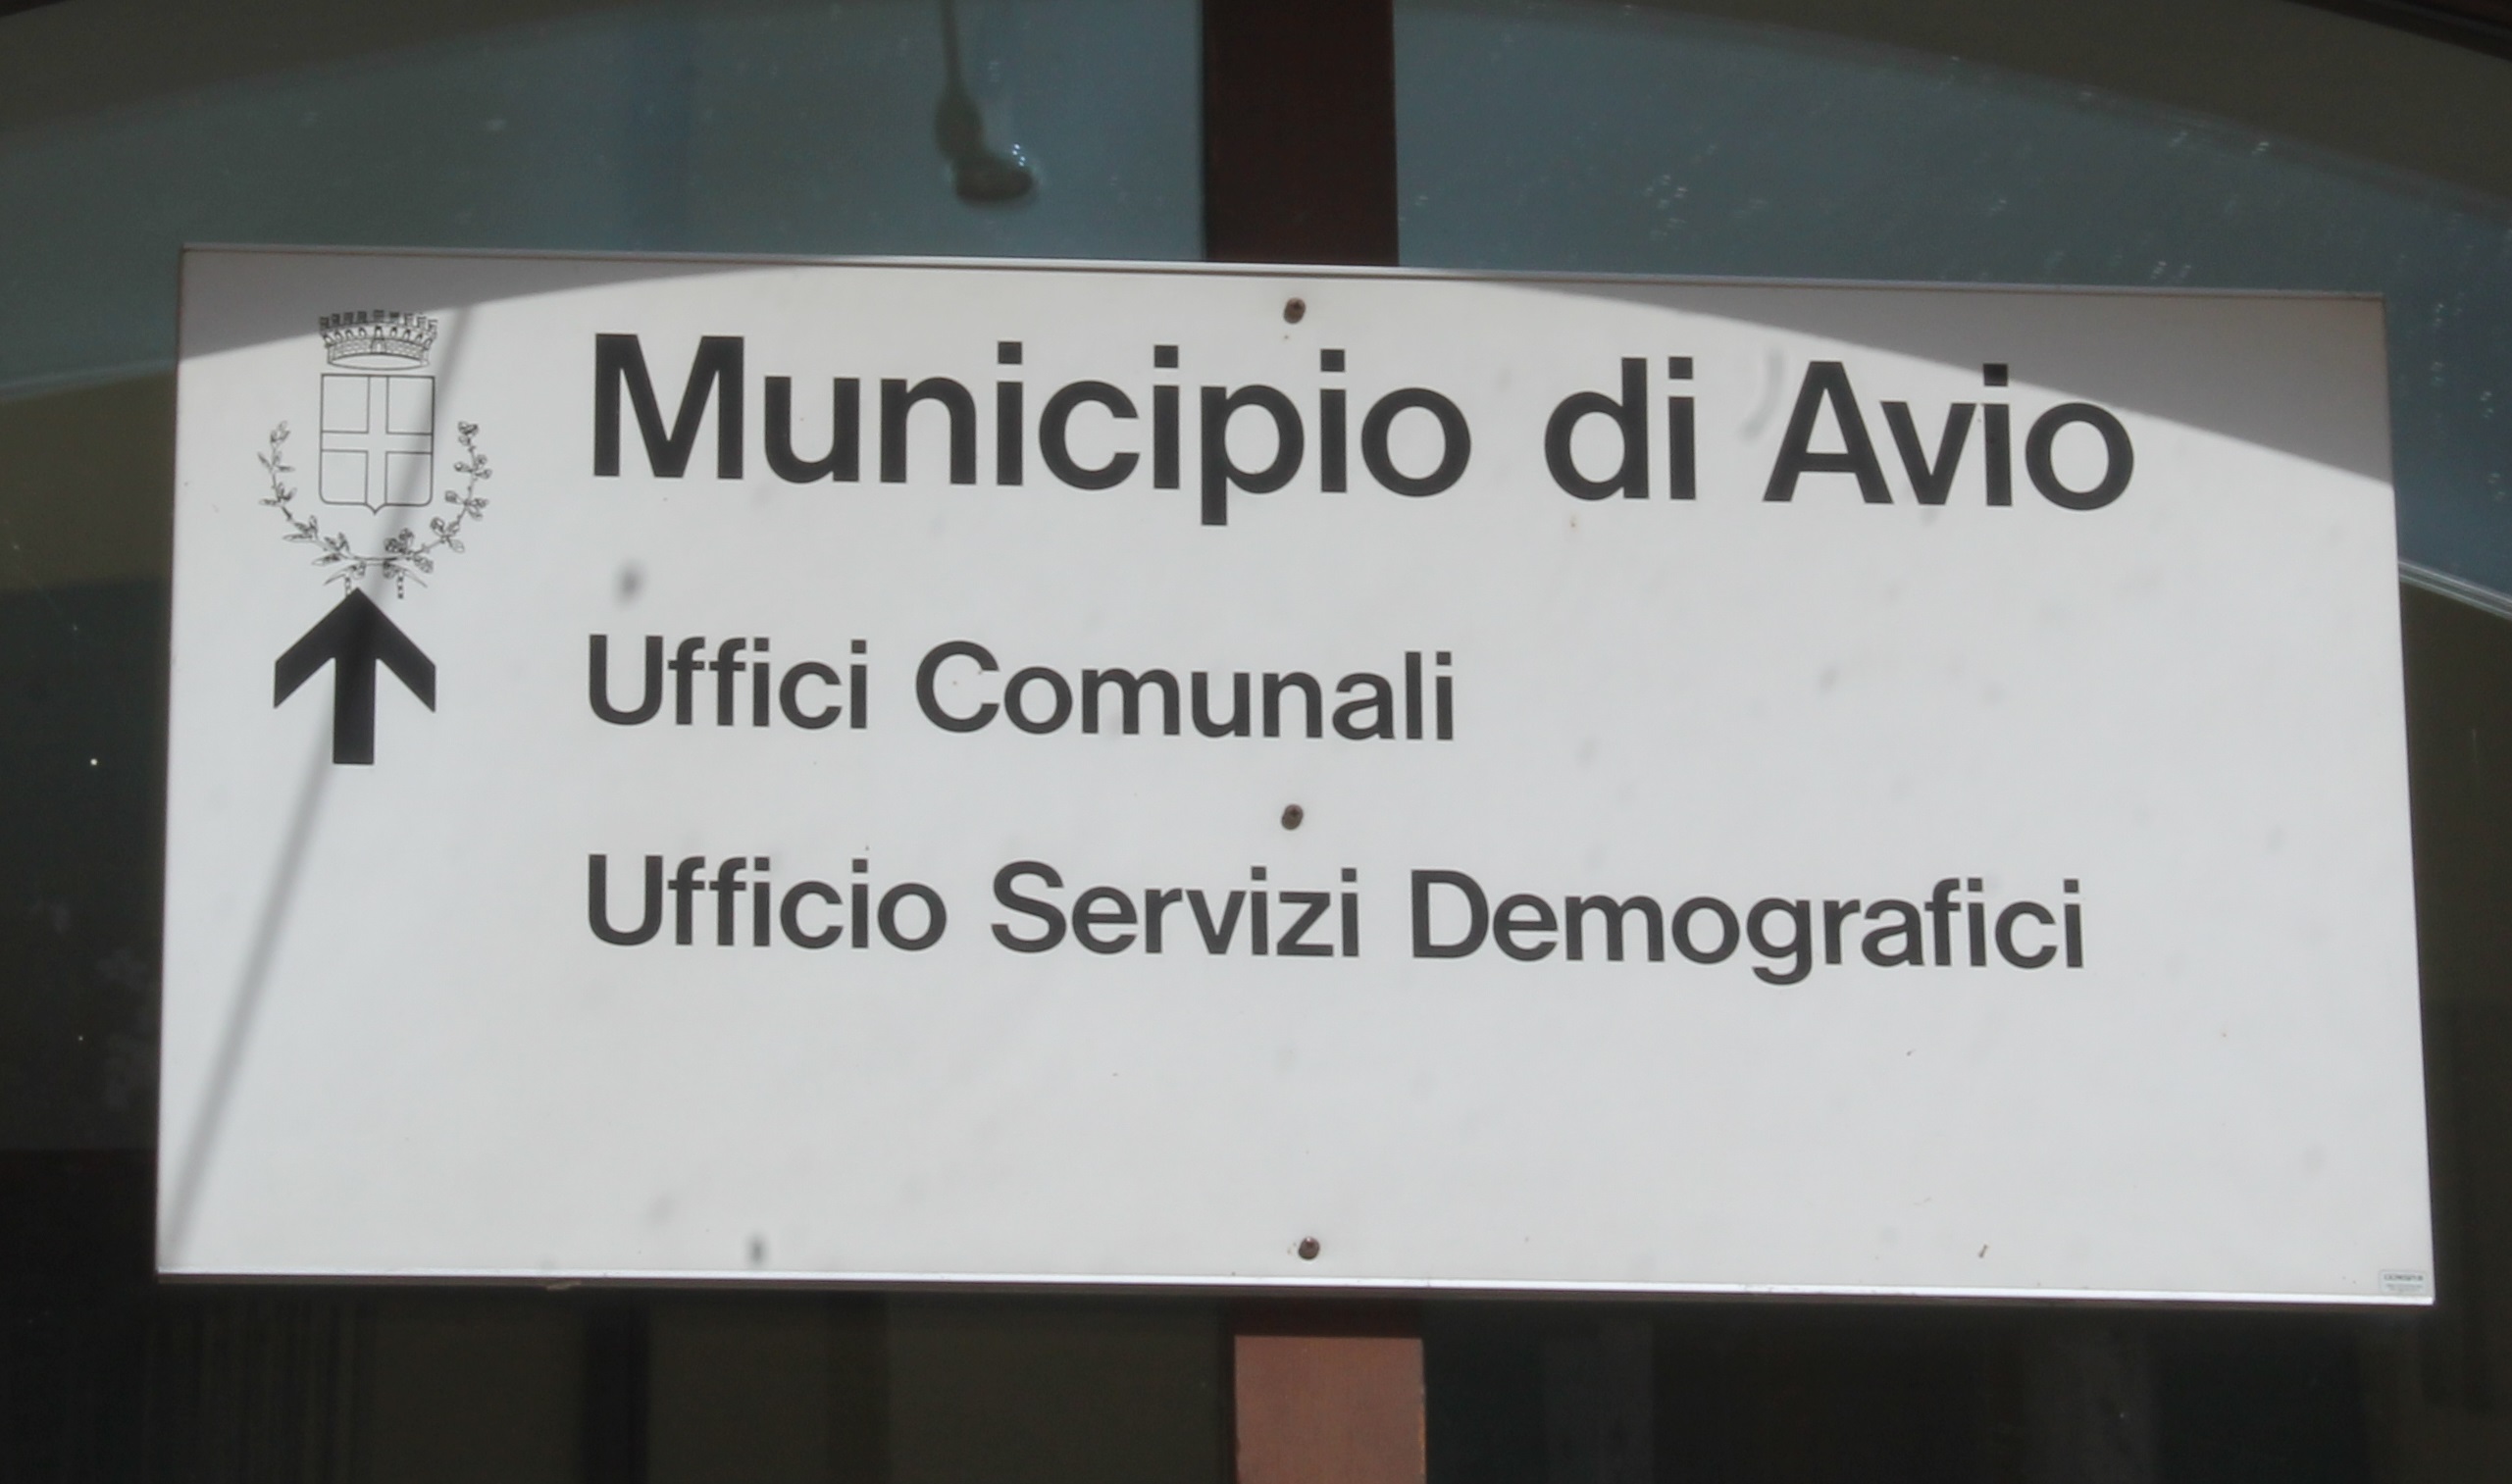 Municipio di Avio
Uffici Comunali
Ufficio Servizi Demografici